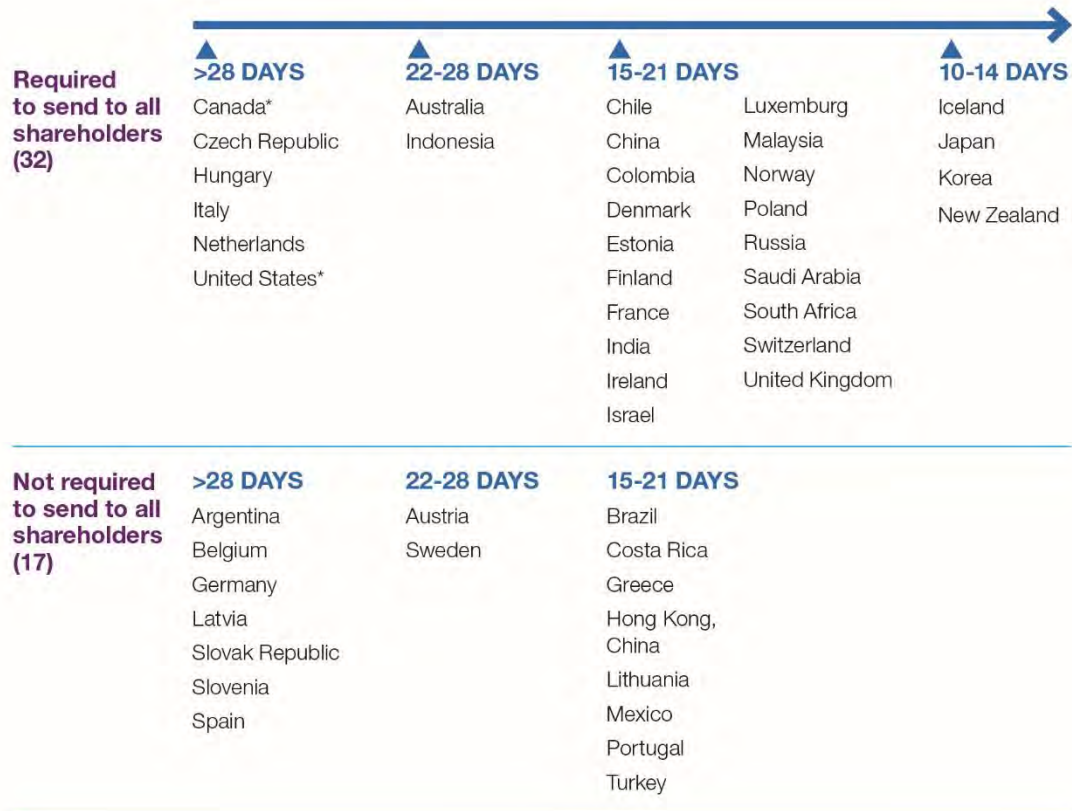 Required
to send to all
shareholders
(32)
>28 DAYS
Canada*
Czech Republic
Hungary
Italy
Netherlands
United States*
22-28 DAYS
Australia
Indonesia
15-21 DAYS
Chile
China
Colombia
Denmark
Estonia
Finland
France
India
Ireland
Israel
Luxemburg
Malaysia
Norway
Poland
Russia
Saudi Arabia
South Africa
Switzerland
United Kingdom
10-14 DAYS
Iceland
Japan
Korea
New Zealand
Not required
to send to all
shareholders
(17)
>28 DAYS
Argentina
Belgium
Germany
Latvia
Slovak Republic
Slovenia
Spain
22-28 DAYS
Austria
Sweden
15-21 DAYS
Brazil
Costa Rica
Greece
Hong Kong,
China
Lithuania
Mexico
Portugal
Turkey